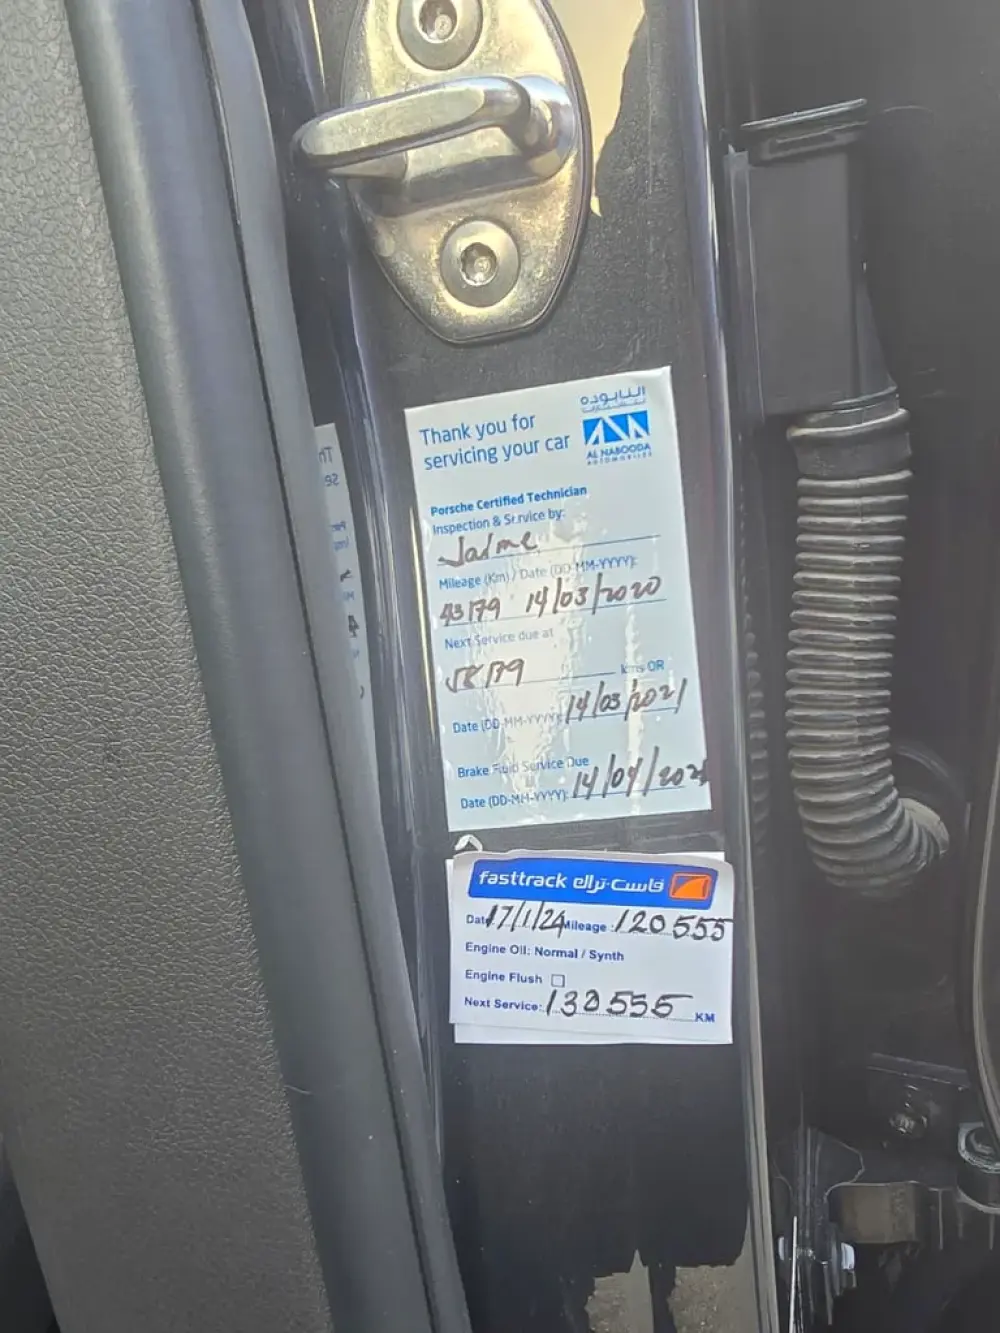 Thank you for
servicing your car
النابوده
AL NABOODA
AUTOMOBILES
Porsche Certified Technician
Inspection & Service by:
Mileage (Km) / Date (DD-MM-YYYY):
43179 14/03/2020
Next Service due at
58179 kms OR
Date (DD-MM-YYYY): 14/03/2021
Brake Fluid Service Due
Date (DD-MM-YYYY):
fasttrack فاست-تراك
Date 17/1/24 Mileage : 120555
Engine Oil: Normal / Synth
Engine Flush
Next Service: 130555 KM